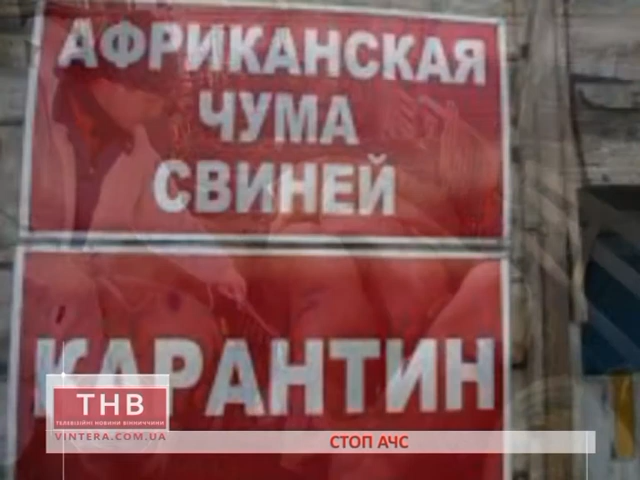 АФРИКАНСКАЯ
ЧУМА
СВИНЕЙ
КАРАНТИН
ТНВ
ТЕЛЕВІЗІЙНІ НОВИНИ ВІННИЧЧИНИ
VINTERA.COM.UA
СТОП АЧС